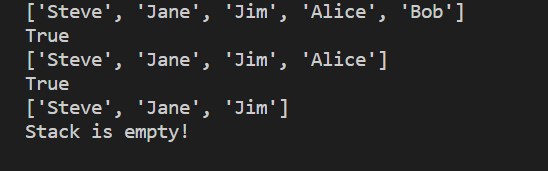 ['Steve', 'Jane', 'Jim', 'Alice', 'Bob']
True
['Steve', 'Jane', 'Jim', 'Alice']
True
['Steve', 'Jane', 'Jim']
Stack is empty!